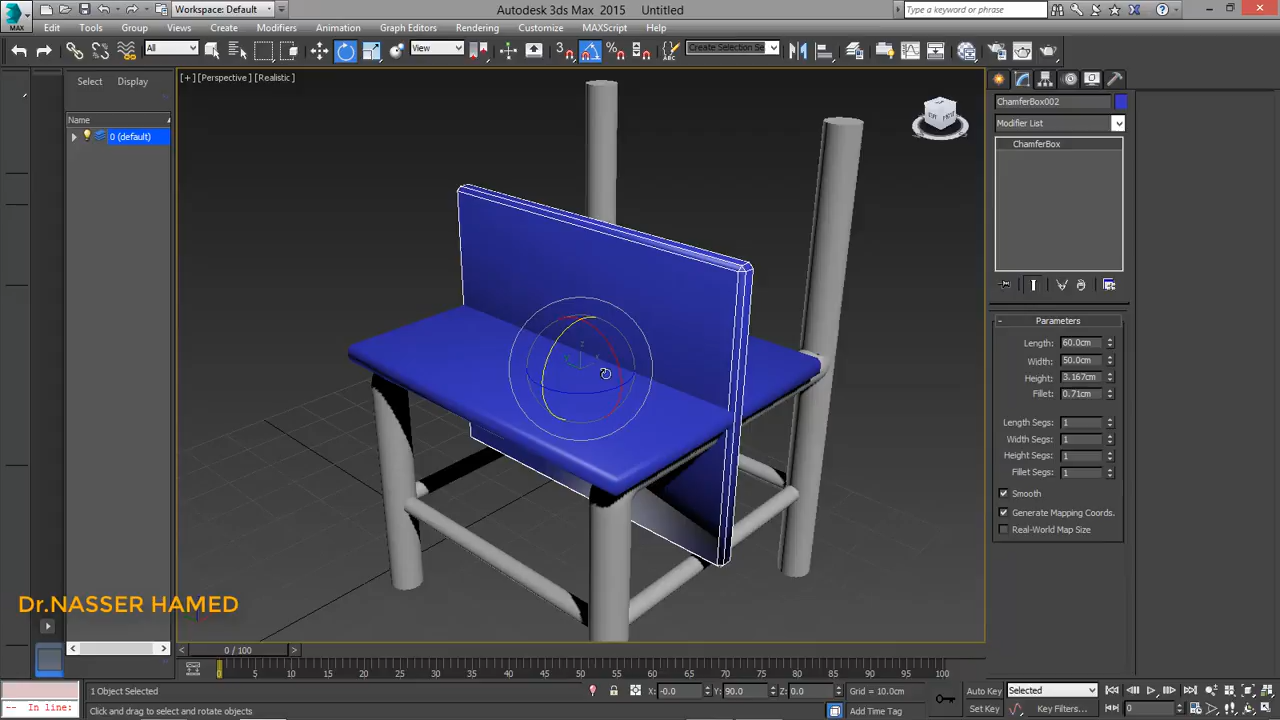 Workspace: Default
Autodesk 3ds Max 2015
Untitled
Type a keyword or phrase
MAX
Edit
Tools
Group
Views
Create
Modifiers
Animation
Graph Editors
Rendering
Customize
MAXScript
Help
All
View
Create Selection Se
Select
Display
Name
0 (default)
[+] [Perspective] [Realistic]
ChamferBox002
Modifier List
ChamferBox
Parameters
Length: 60.0cm
Width: 50.0cm
Height: 3.167cm
Fillet: 0.71cm
Length Segs: 1
Width Segs: 1
Height Segs: 1
Fillet Segs: 1
Smooth
Generate Mapping Coords.
Real-World Map Size
Dr.NASSER HAMED
0 / 100
0 5 10 15 20 25 30 35 40 45 50 55 60 65 70 75 80 85 90 95 100
1 Object Selected
X: -0.0
Y: 90.0
Z: 0.0
Grid = 10.0cm
Auto Key
Selected
-- In line:
Click and drag to select and rotate objects
Add Time Tag
Set Key
Key Filters...
0